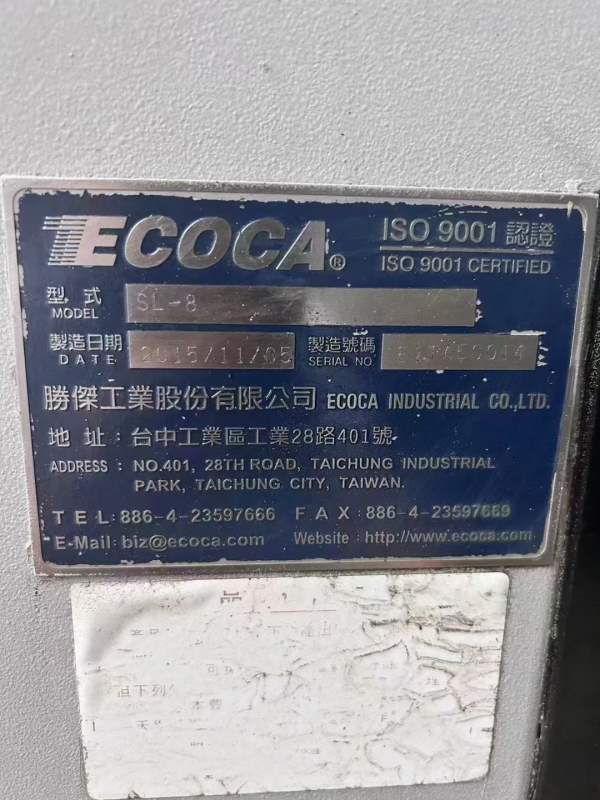 ECOCA®
ISO 9001 認證
ISO 9001 CERTIFIED
型 式 SL-8
MODEL
製造日期 2015/11/05
DATE
製造號碼
SERIAL NO
勝傑工業股份有限公司 ECOCA INDUSTRIAL CO.,LTD.
地 址：台中工業區工業28路401號
ADDRESS : NO.401, 28TH ROAD, TAICHUNG INDUSTRIAL
PARK, TAICHUNG CITY, TAIWAN.
TEL:886-4-23597666 FAX:886-4-23597669
E-Mail: biz@ecoca.com Website : http://www.ecoca.com
品
但下列